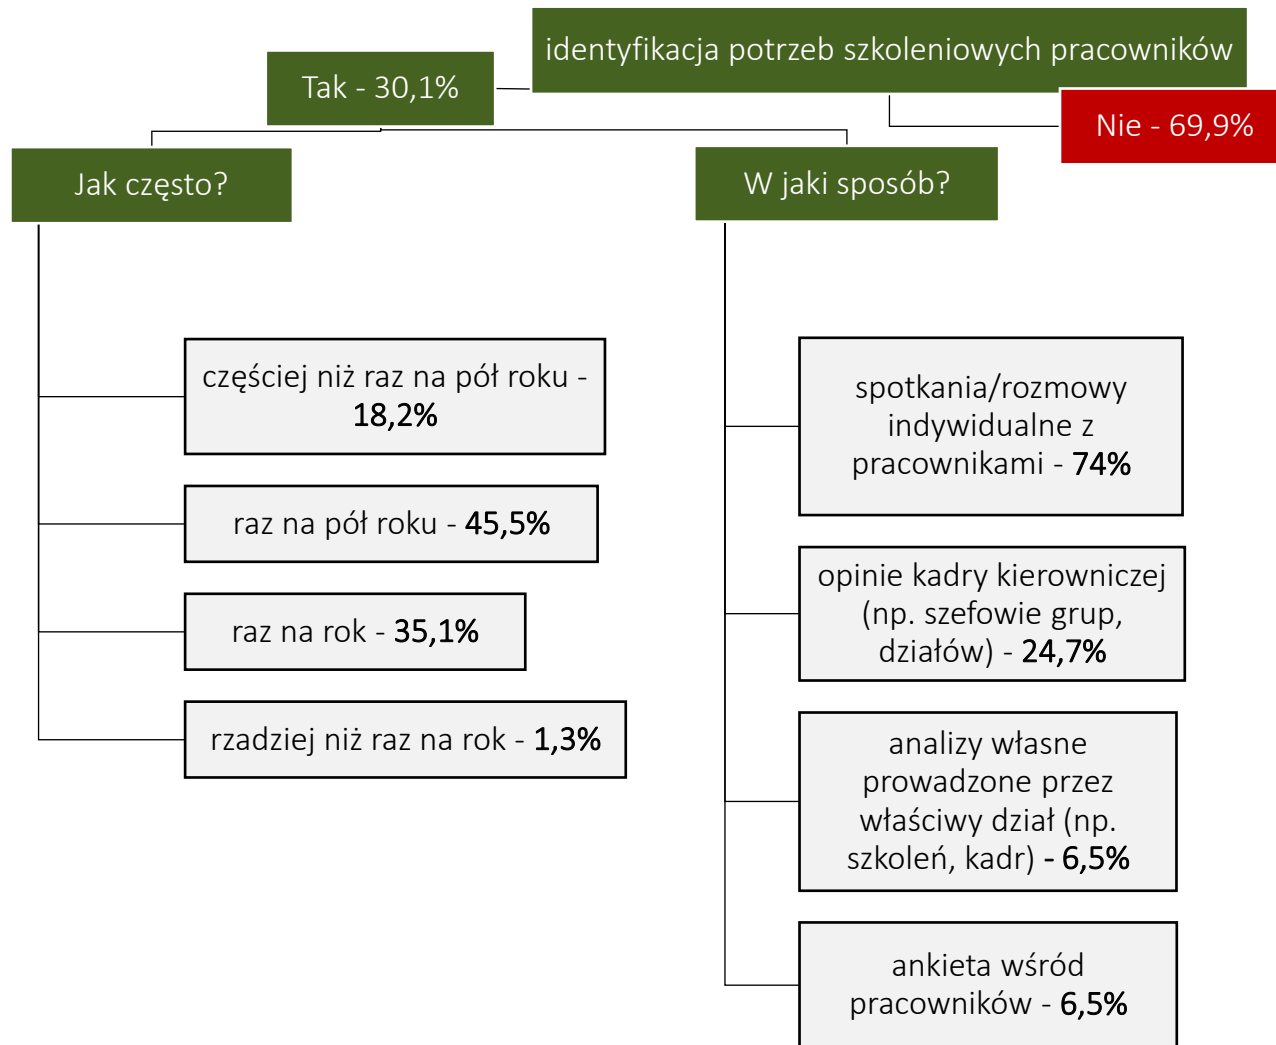 identyfikacja potrzeb szkoleniowych pracowników
Tak - 30,1%
Nie - 69,9%
Jak często?
częściej niż raz na pół roku -
18,2%
raz na pół roku - 45,5%
raz na rok - 35,1%
rzadziej niż raz na rok - 1,3%
W jaki sposób?
spotkania/rozmowy
indywidualne z
pracownikami - 74%
opinie kadry kierowniczej
(np. szefowie grup,
działów) - 24,7%
analizy własne
prowadzone przez
właściwy dział (np.
szkoleń, kadr) - 6,5%
ankieta wśród
pracowników - 6,5%